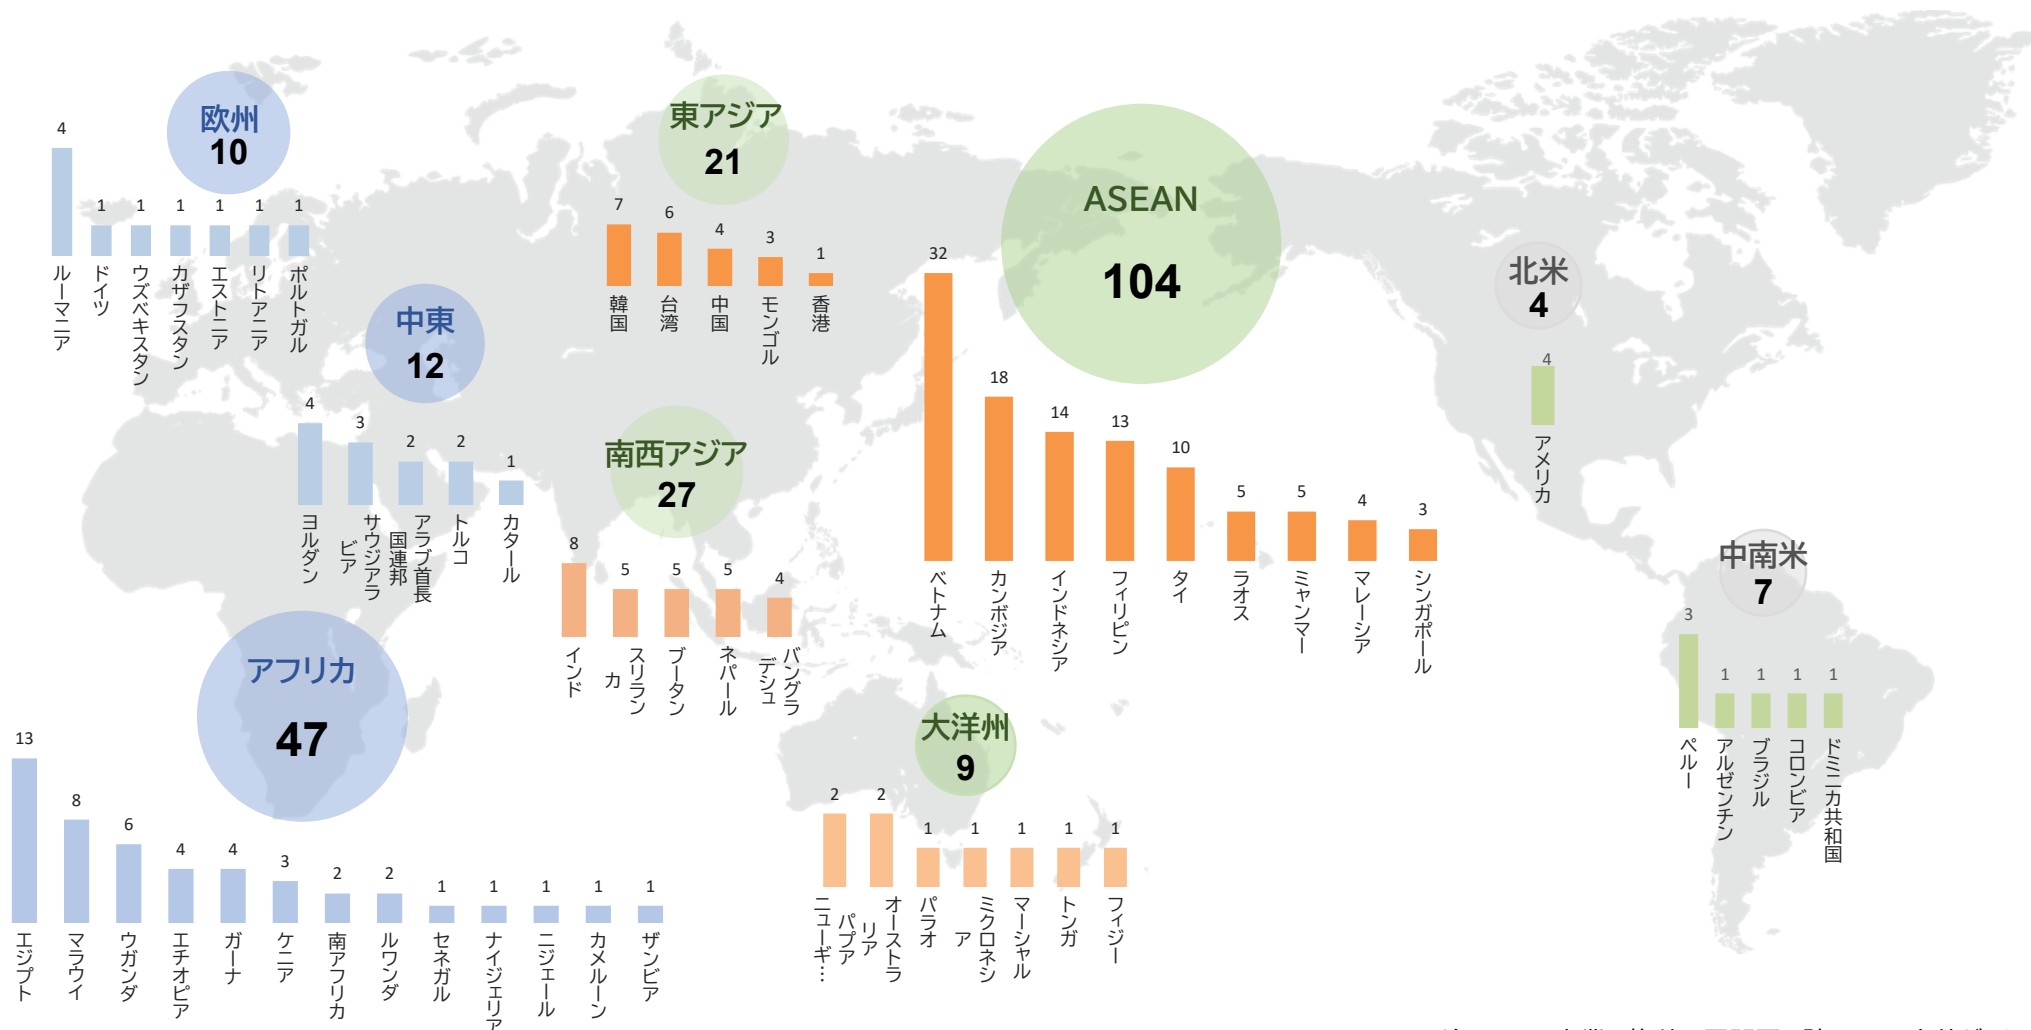 欧州
10
4
1
1
1
1
1
1
ルーマニア
ドイツ
ウズベキスタン
カザフスタン
エストニア
リトアニア
ポルトガル
中東
12
4
3
2
2
1
ヨルダン
サウジアラ
ビア
アラブ首長
国連邦
トルコ
カタール
アフリカ
47
13
8
6
4
4
3
2
2
1
1
1
1
1
エジプト
マラウイ
ウガンダ
エチオピア
ガーナ
ケニア
南アフリカ
ルワンダ
セネガル
ナイジェリア
ニジェール
カメルーン
ザンビア
東アジア
21
7
6
4
3
1
韓国
台湾
中国
モンゴル
香港
南西アジア
27
8
5
5
5
4
インド
スリラン
カ
ブータン
ネパール
バングラ
デシュ
ASEAN
104
32
18
14
13
10
5
5
4
3
ベトナム
カンボジア
インドネシア
フィリピン
タイ
ラオス
ミャンマー
マレーシア
シンガポール
大洋州
9
2
2
1
1
1
1
1
パプア
ニューギ…
オーストラ
リア
パラオ
ミクロネシ
ア
マーシャル
トンガ
フィジー
北米
4
4
アメリカ
中南米
7
3
1
1
1
1
ペルー
アルゼンチン
ブラジル
コロンビア
ドミニカ共和国